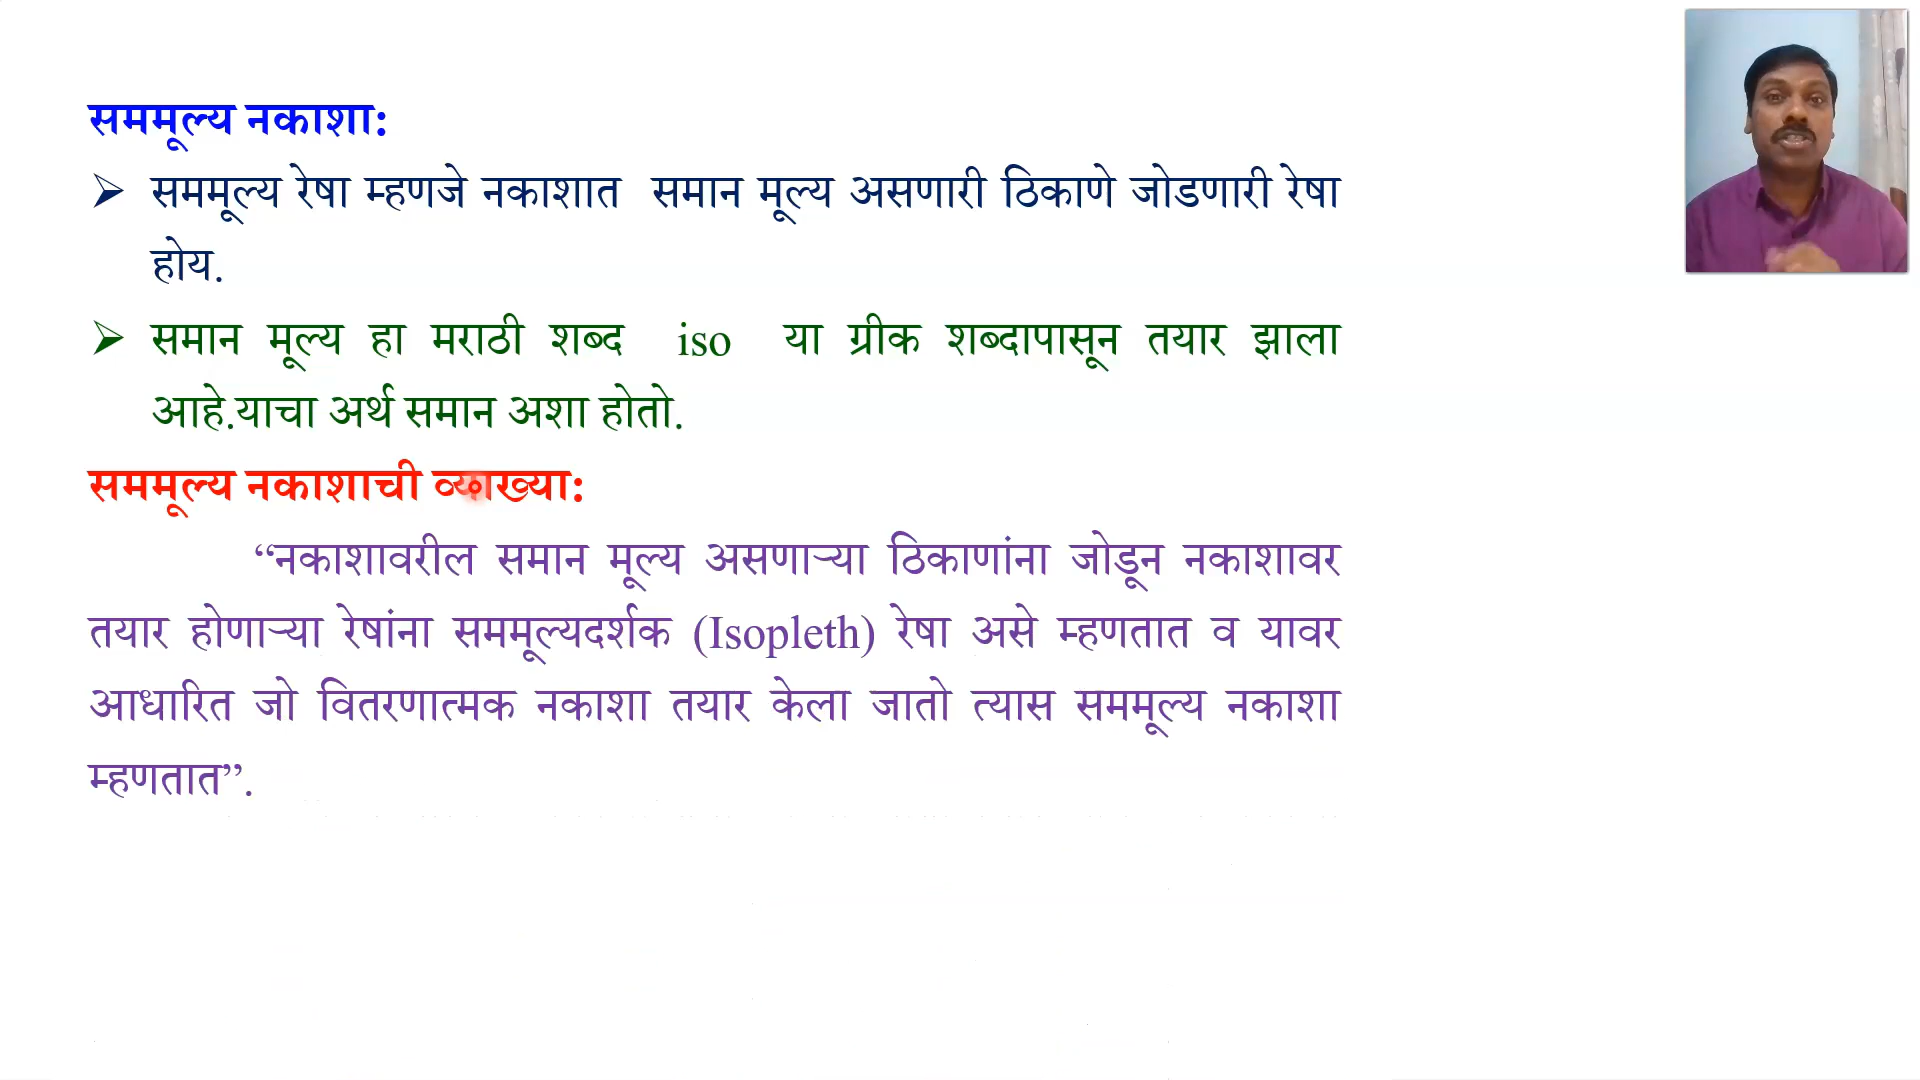 सममूल्य नकाशा:
➢ सममूल्य रेषा म्हणजे नकाशात समान मूल्य असणारी ठिकाणे जोडणारी रेषा
होय.
➢ समान मूल्य हा मराठी शब्द iso या ग्रीक शब्दापासून तयार झाला
आहे.याचा अर्थ समान अशा होतो.
सममूल्य नकाशाची व्याख्या:
“नकाशावरील समान मूल्य असणाऱ्या ठिकाणांना जोडून नकाशावर
तयार होणाऱ्या रेषांना सममूल्यदर्शक (Isopleth) रेषा असे म्हणतात व यावर
आधारित जो वितरणात्मक नकाशा तयार केला जातो त्यास सममूल्य नकाशा
म्हणतात”.